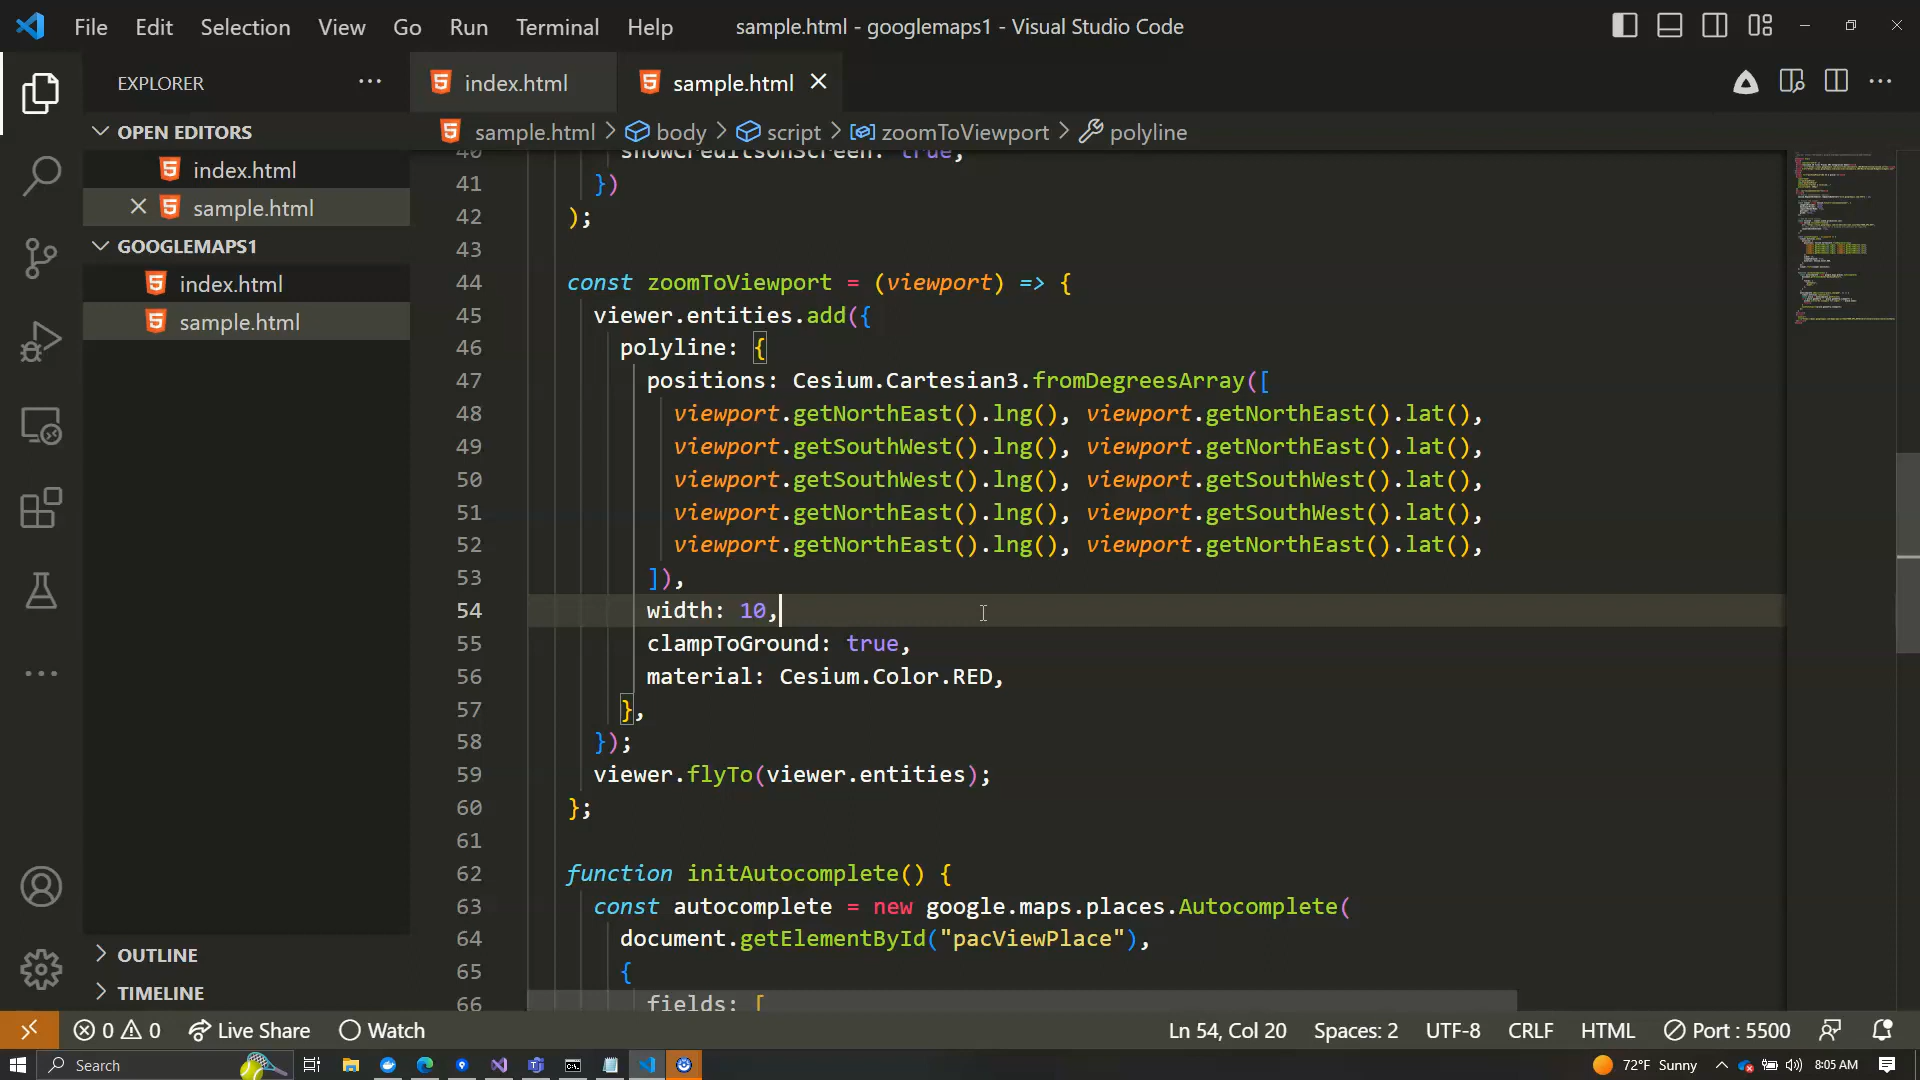 File Edit Selection View Go Run Terminal Help sample.html - googlemaps1 - Visual Studio Code
EXPLORER
index.html
sample.html
OPEN EDITORS
index.html
sample.html
GOOGLEMAPS1
index.html
sample.html
OUTLINE
TIMELINE
sample.html body script zoomToViewport polyline
40 showCreditsOnScreen: true,
41 })
42 );
43
44 const zoomToViewport = (viewport) => {
45 viewer.entities.add({
46 polyline: {
47 positions: Cesium.Cartesian3.fromDegreesArray([
48 viewport.getNorthEast().lng(), viewport.getNorthEast().lat(),
49 viewport.getSouthWest().lng(), viewport.getNorthEast().lat(),
50 viewport.getSouthWest().lng(), viewport.getSouthWest().lat(),
51 viewport.getNorthEast().lng(), viewport.getSouthWest().lat(),
52 viewport.getNorthEast().lng(), viewport.getNorthEast().lat(),
53 ]),
54 width: 10,
55 clampToGround: true,
56 material: Cesium.Color.RED,
57 },
58 });
59 viewer.flyTo(viewer.entities);
60 };
61
62 function initAutocomplete() {
63 const autocomplete = new google.maps.places.Autocomplete(
64 document.getElementById("pacViewPlace"),
65 {
66 fields: [
0 0 Live Share Watch Ln 54, Col 20 Spaces: 2 UTF-8 CRLF HTML Port : 5500
Search 72°F Sunny 8:05 AM